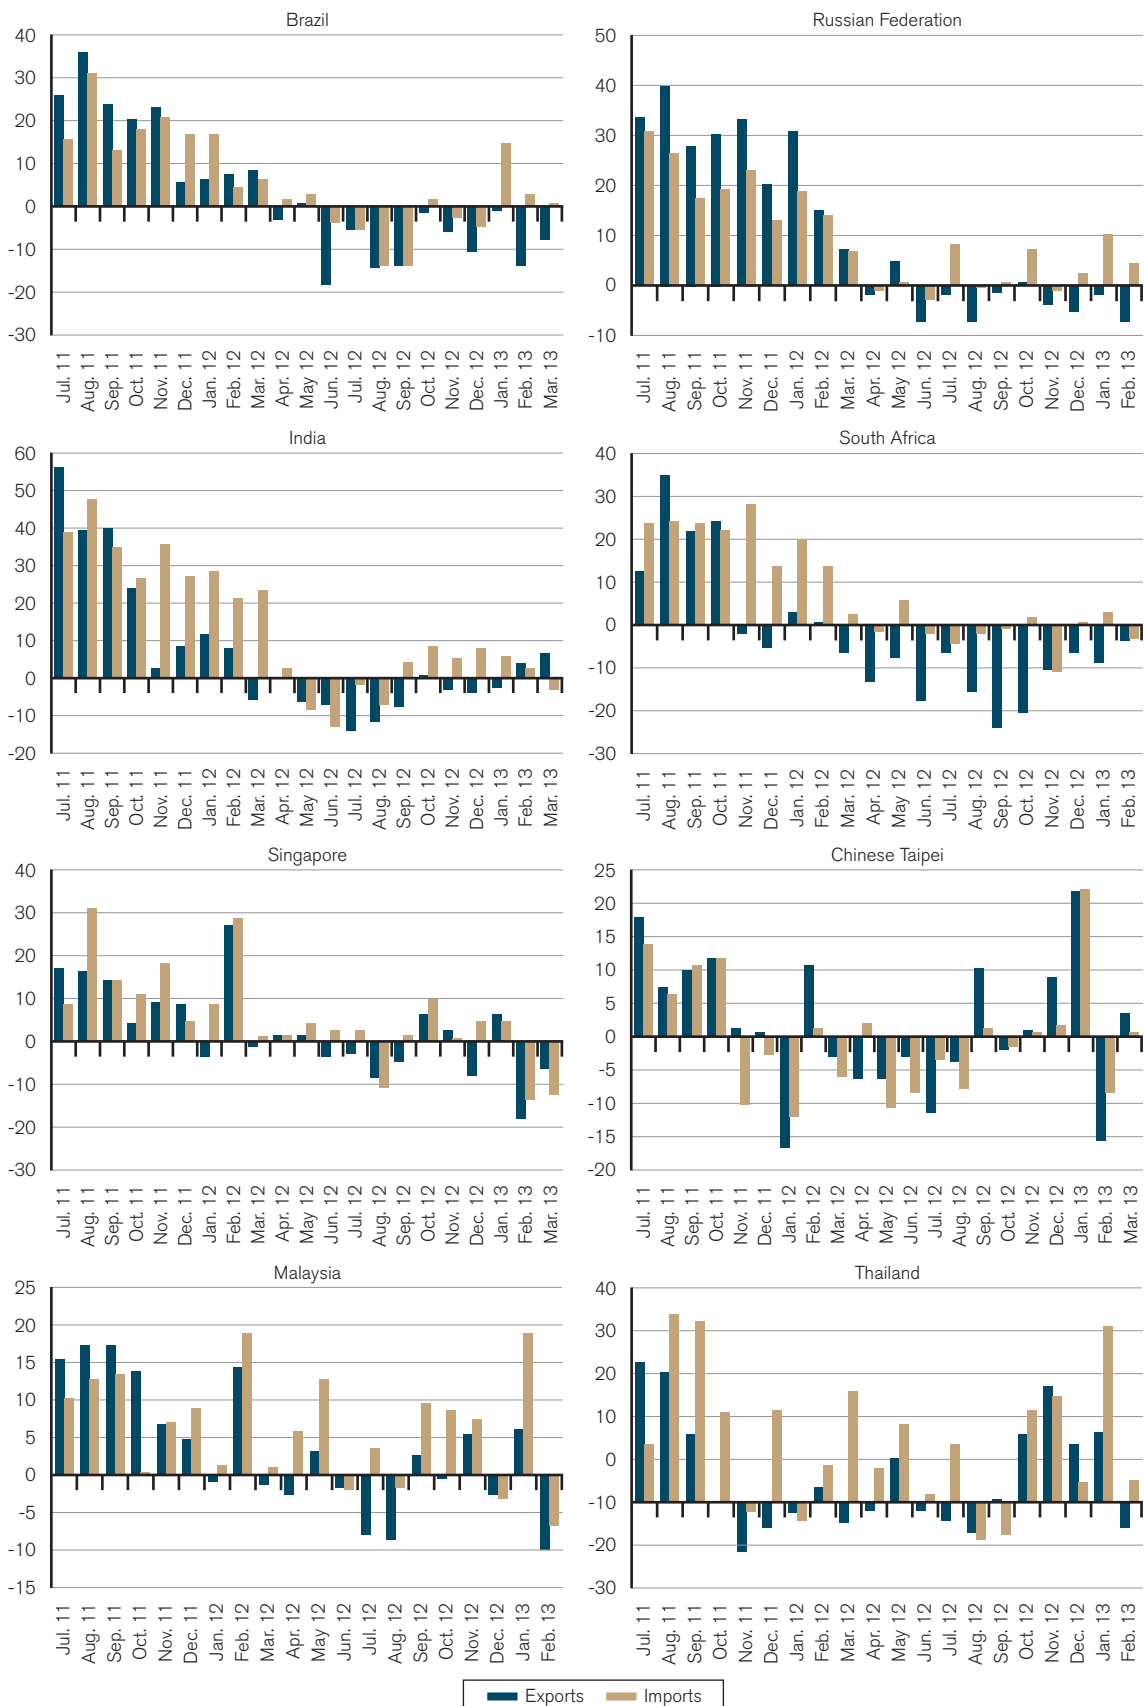 Brazil
40
30
20
10
0
-10
-20
-30
Jul. 11
Aug. 11
Sep. 11
Oct. 11
Nov. 11
Dec. 11
Jan. 12
Feb. 12
Mar. 12
Apr. 12
May 12
Jun. 12
Jul. 12
Aug. 12
Sep. 12
Oct. 12
Nov. 12
Dec. 12
Jan. 13
Feb. 13
Mar. 13
Russian Federation
50
40
30
20
10
0
-10
Jul. 11
Aug. 11
Sep. 11
Oct. 11
Nov. 11
Dec. 11
Jan. 12
Feb. 12
Mar. 12
Apr. 12
May 12
Jun. 12
Jul. 12
Aug. 12
Sep. 12
Oct. 12
Nov. 12
Dec. 12
Jan. 13
Feb. 13
India
60
50
40
30
20
10
0
-10
-20
Jul. 11
Aug. 11
Sep. 11
Oct. 11
Nov. 11
Dec. 11
Jan. 12
Feb. 12
Mar. 12
Apr. 12
May 12
Jun. 12
Jul. 12
Aug. 12
Sep. 12
Oct. 12
Nov. 12
Dec. 12
Jan. 13
Feb. 13
Mar. 13
South Africa
40
30
20
10
0
-10
-20
-30
Jul. 11
Aug. 11
Sep. 11
Oct. 11
Nov. 11
Dec. 11
Jan. 12
Feb. 12
Mar. 12
Apr. 12
May 12
Jun. 12
Jul. 12
Aug. 12
Sep. 12
Oct. 12
Nov. 12
Dec. 12
Jan. 13
Feb. 13
Singapore
40
30
20
10
0
-10
-20
-30
Jul. 11
Aug. 11
Sep. 11
Oct. 11
Nov. 11
Dec. 11
Jan. 12
Feb. 12
Mar. 12
Apr. 12
May 12
Jun. 12
Jul. 12
Aug. 12
Sep. 12
Oct. 12
Nov. 12
Dec. 12
Jan. 13
Feb. 13
Mar. 13
Chinese Taipei
25
20
15
10
5
0
-5
-10
-15
-20
Jul. 11
Aug. 11
Sep. 11
Oct. 11
Nov. 11
Dec. 11
Jan. 12
Feb. 12
Mar. 12
Apr. 12
May 12
Jun. 12
Jul. 12
Aug. 12
Sep. 12
Oct. 12
Nov. 12
Dec. 12
Jan. 13
Feb. 13
Mar. 13
Malaysia
25
20
15
10
5
0
-5
-10
-15
Jul. 11
Aug. 11
Sep. 11
Oct. 11
Nov. 11
Dec. 11
Jan. 12
Feb. 12
Mar. 12
Apr. 12
May 12
Jun. 12
Jul. 12
Aug. 12
Sep. 12
Oct. 12
Nov. 12
Dec. 12
Jan. 13
Feb. 13
Thailand
40
30
20
10
0
-10
-20
-30
Jul. 11
Aug. 11
Sep. 11
Oct. 11
Nov. 11
Dec. 11
Jan. 12
Feb. 12
Mar. 12
Apr. 12
May 12
Jun. 12
Jul. 12
Aug. 12
Sep. 12
Oct. 12
Nov. 12
Dec. 12
Jan. 13
Feb. 13
Exports Imports